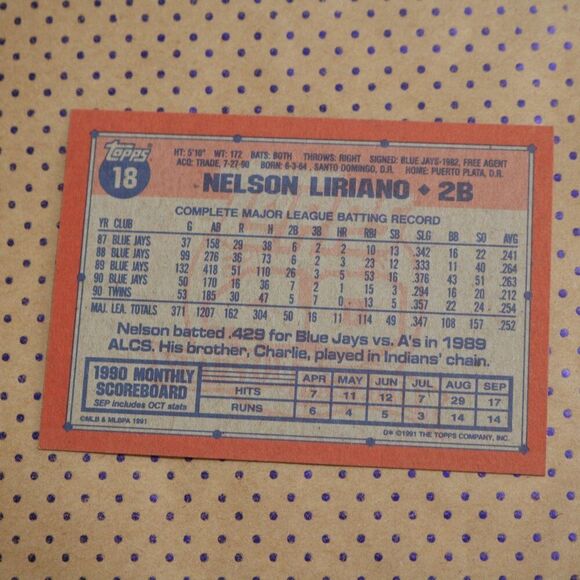 Topps
18
HT: 5'10" WT: 172 BATS: BOTH THROWS: RIGHT SIGNED: BLUE JAYS-1982, FREE AGENT
ACQ: TRADE, 7-27-90 BORN: 6-3-64, SANTO DOMINGO, D.R. HOME: PUERTO PLATA, D.R.
NELSON LIRIANO ◆ 2B
COMPLETE MAJOR LEAGUE BATTING RECORD
YR CLUB G AB R H 2B 3B HR RBI SB SLG BB SO AVG
87 BLUE JAYS 37 158 29 38 6 2 2 10 13 .342 16 22 .241
88 BLUE JAYS 99 276 36 73 6 2 3 23 12 .333 11 40 .264
89 BLUE JAYS 132 418 51 110 26 3 5 53 16 .376 43 51 .263
90 BLUE JAYS 50 170 16 36 7 2 1 15 3 .294 16 20 .212
90 TWINS 53 185 30 47 5 7 0 13 5 .357 22 24 .254
MAJ. LEA. TOTALS 371 1207 162 304 50 16 11 114 49 .347 108 157 .252
Nelson batted .429 for Blue Jays vs. A's in 1989
ALCS. His brother, Charlie, played in Indians' chain.
1990 MONTHLY SCOREBOARD
SEP includes OCT stats
APR MAY JUN JUL AUG SEP
HITS 7 11 12 7 29 17
RUNS 6 4 5 3 14 14
©MLB & MLBPA 1991
D* ©1991 THE TOPPS COMPANY, INC.